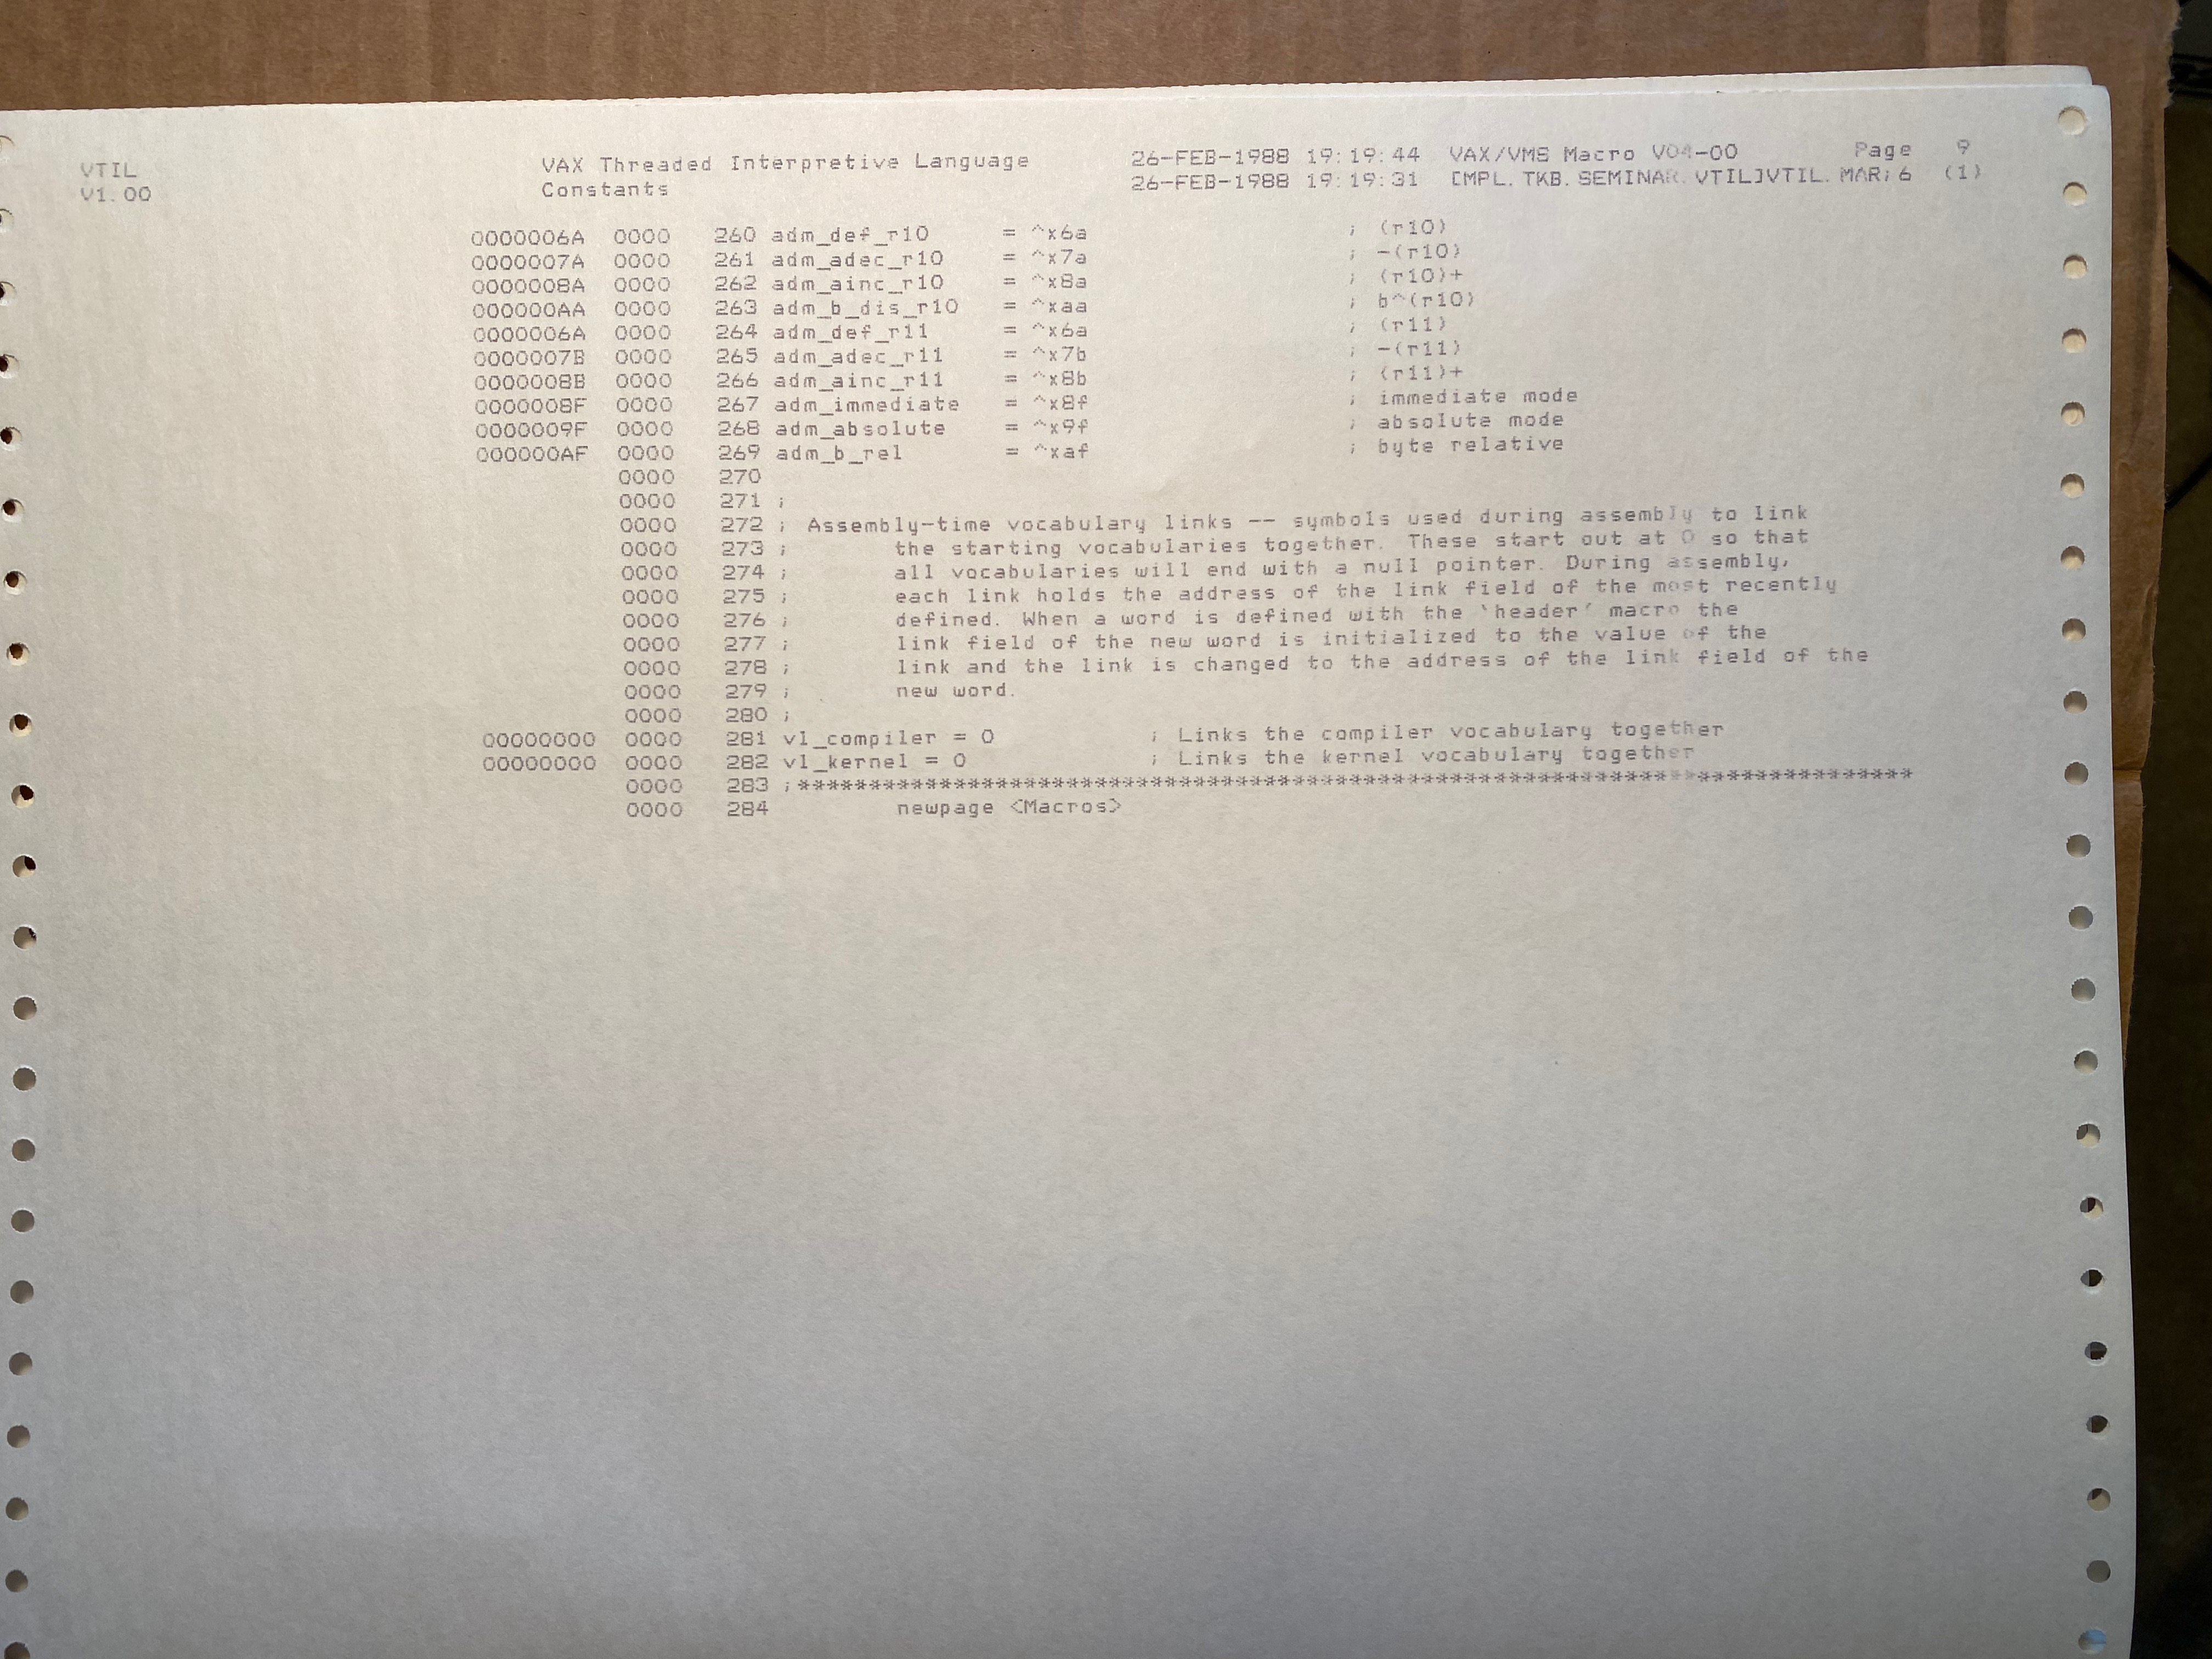 VTIL VAX Threaded Interpretive Language 26-FEB-1988 19:19:44 VAX/VMS Macro V04-00 Page 9
V1.00 Constants 26-FEB-1988 19:19:31 [MPL.TKB.SEMINAR.VTIL]VTIL.MAR;6 (1)
0000006A 0000 260 adm_def_r10 = ^x6a ; (r10)
0000007A 0000 261 adm_adec_r10 = ^x7a ; -(r10)
0000008A 0000 262 adm_ainc_r10 = ^x8a ; (r10)+
000000AA 0000 263 adm_b_dis_r10 = ^xaa ; b^(r10)
0000006A 0000 264 adm_def_r11 = ^x6a ; (r11)
0000007B 0000 265 adm_adec_r11 = ^x7b ; -(r11)
0000008B 0000 266 adm_ainc_r11 = ^x8b ; (r11)+
0000008F 0000 267 adm_immediate = ^x8f ; immediate mode
0000009F 0000 268 adm_absolute = ^x9f ; absolute mode
000000AF 0000 269 adm_b_rel = ^xaf ; byte relative
0000 270
0000 271 ;
0000 272 ; Assembly-time vocabulary links -- symbols used during assembly to link
0000 273 ; the starting vocabularies together. These start out at 0 so that
0000 274 ; all vocabularies will end with a null pointer. During assembly,
0000 275 ; each link holds the address of the link field of the most recently
0000 276 ; defined. When a word is defined with the `header' macro the
0000 277 ; link field of the new word is initialized to the value of the
0000 278 ; link and the link is changed to the address of the link field of the
0000 279 ; new word.
0000 280 ;
00000000 0000 281 vl_compiler = 0 ; Links the compiler vocabulary together
00000000 0000 282 vl_kernel = 0 ; Links the kernel vocabulary together
0000 283 ;******************************************************************************
0000 284 newpage <Macros>